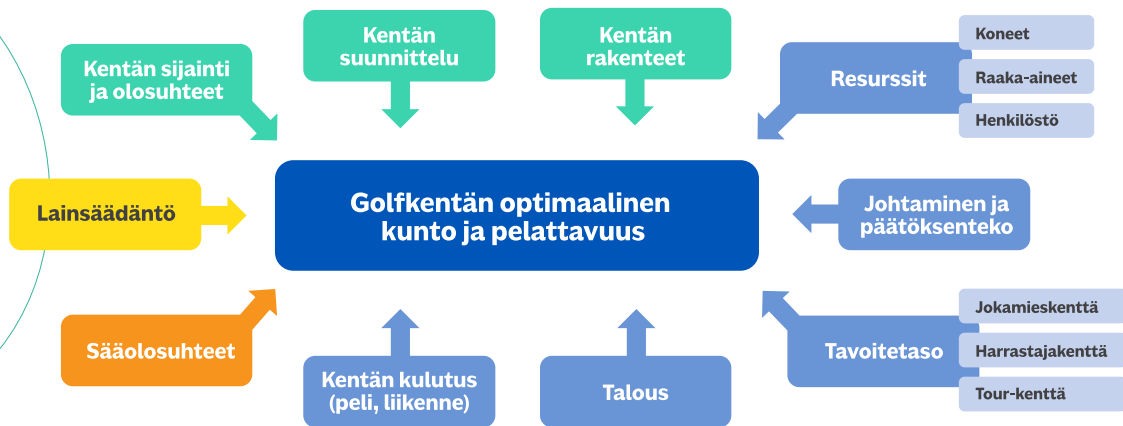 Kentän sijainti
ja olosuhteet
Kentän
suunnittelu
Kentän
rakenteet
Resurssit
Koneet
Raaka-aineet
Henkilöstö
Lainsäädäntö
Golfkentän optimaalinen
kunto ja pelattavuus
Johtaminen ja
päätöksenteko
Sääolosuhteet
Kentän kulutus
(peli, liikenne)
Talous
Tavoitetaso
Jokamieskenttä
Harrastajakenttä
Tour-kenttä